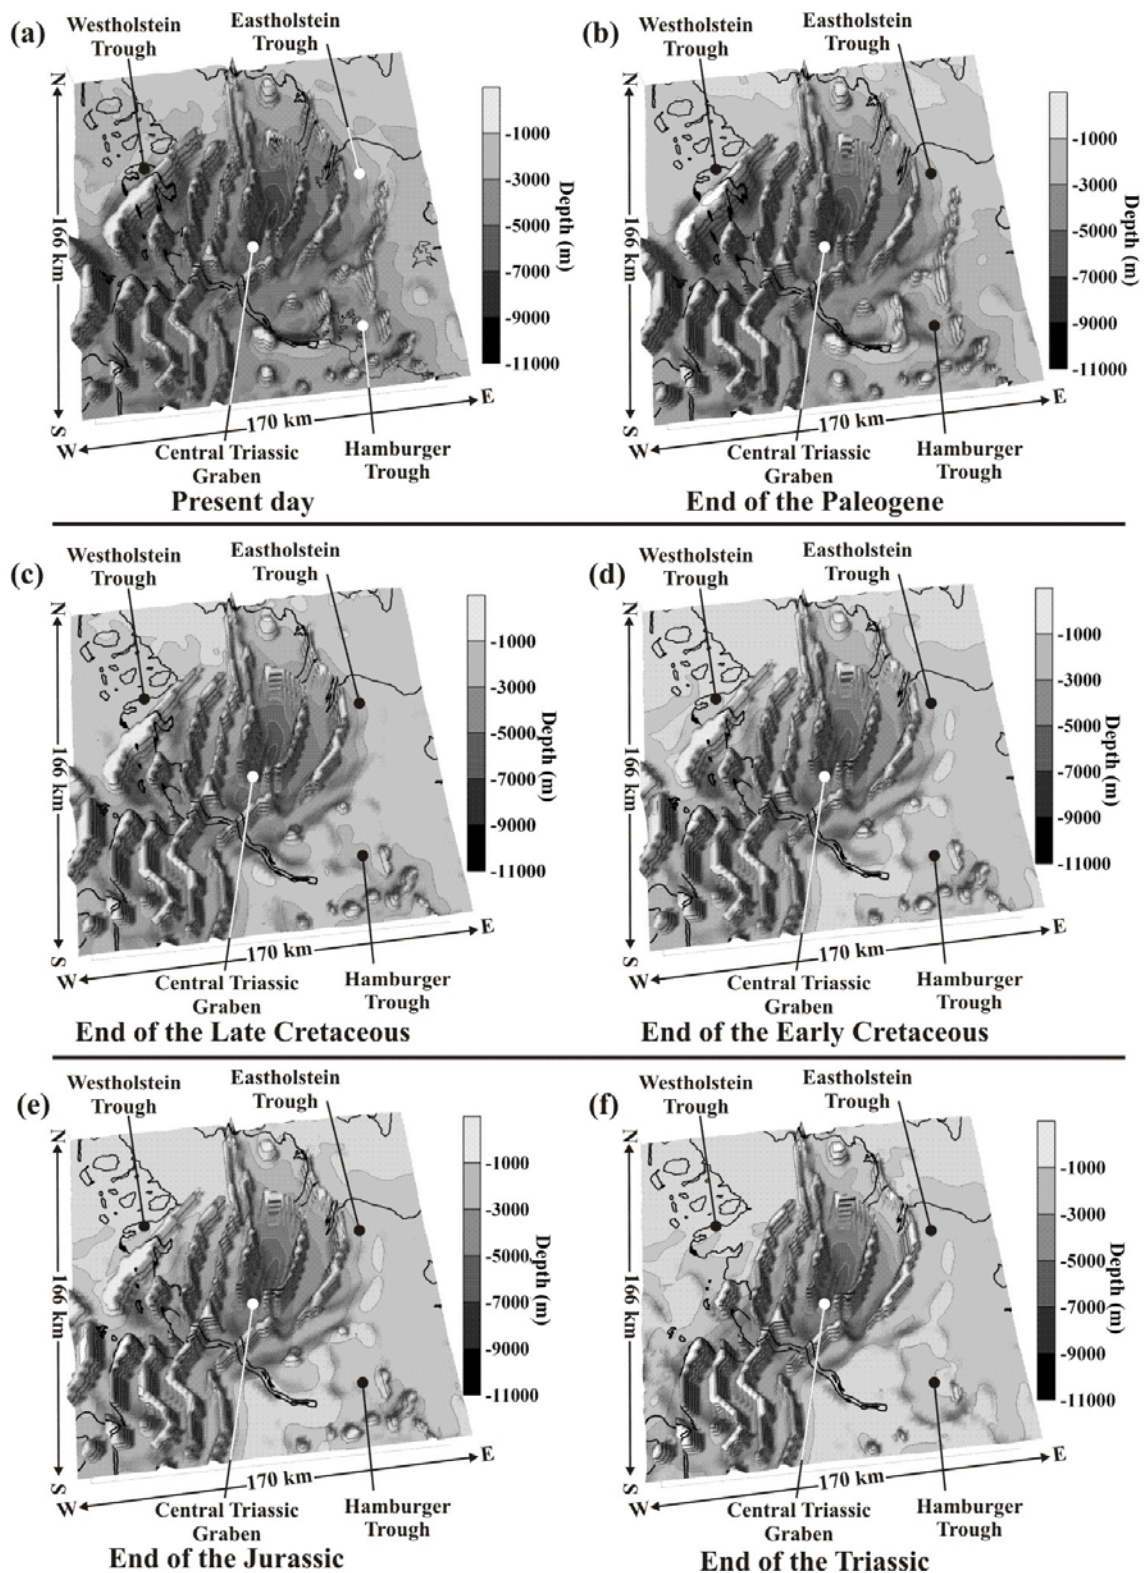 (a)
Westholstein
Trough
Eastholstein
Trough
N
166 km
S
W
170 km
E
-1000
-3000
-5000
-7000
-9000
-11000
Depth (m)
Central Triassic
Graben
Hamburger
Trough
Present day
(b)
Westholstein
Trough
Eastholstein
Trough
N
166 km
S
W
170 km
E
-1000
-3000
-5000
-7000
-9000
-11000
Depth (m)
Central Triassic
Graben
Hamburger
Trough
End of the Paleogene
(c)
Westholstein
Trough
Eastholstein
Trough
N
166 km
S
W
170 km
E
-1000
-3000
-5000
-7000
-9000
-11000
Depth (m)
Central Triassic
Graben
Hamburger
Trough
End of the Late Cretaceous
(d)
Westholstein
Trough
Eastholstein
Trough
N
166 km
S
W
170 km
E
-1000
-3000
-5000
-7000
-9000
-11000
Depth (m)
Central Triassic
Graben
Hamburger
Trough
End of the Early Cretaceous
(e)
Westholstein
Trough
Eastholstein
Trough
N
166 km
S
W
170 km
E
-1000
-3000
-5000
-7000
-9000
-11000
Depth (m)
Central Triassic
Graben
Hamburger
Trough
End of the Jurassic
(f)
Westholstein
Trough
Eastholstein
Trough
N
166 km
S
W
170 km
E
-1000
-3000
-5000
-7000
-9000
-11000
Depth (m)
Central Triassic
Graben
Hamburger
Trough
End of the Triassic